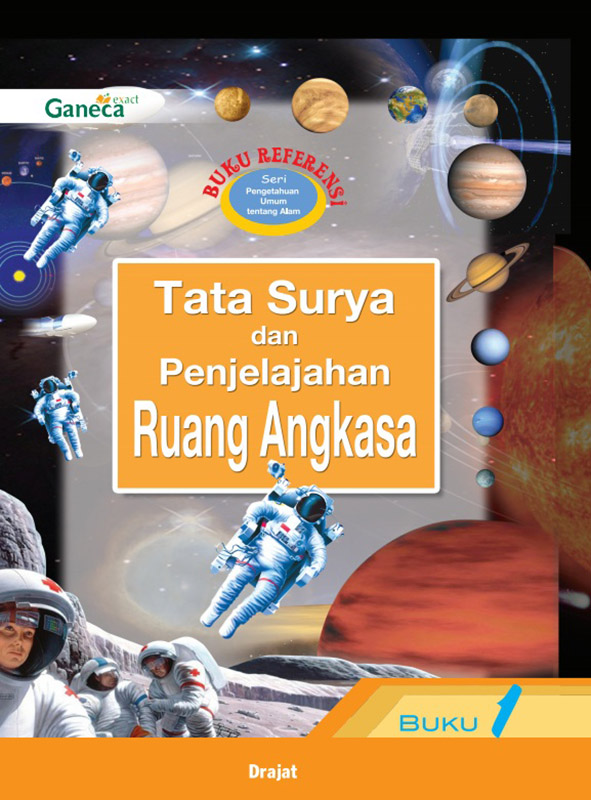 Ganeca exact
BUKU REFERENSI
Seri
Pengetahuan
Umum
tentang Alam
Tata Surya
dan
Penjelajahan
Ruang Angkasa
BUKU 1
Drajat